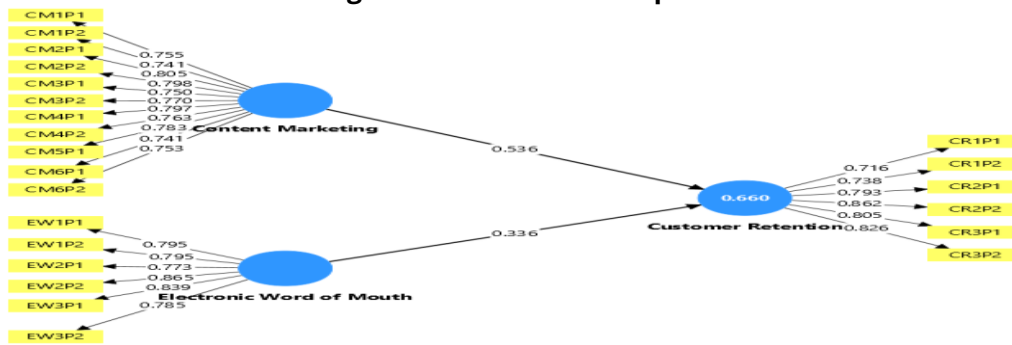 CM1P1
CM1P2
CM2P1
CM2P2
CM3P1
CM3P2
CM4P1
CM4P2
CM5P1
CM6P1
CM6P2
0.755
0.741
0.805
0.798
0.750
0.770
0.797
0.763
0.783
0.741
0.753
Content Marketing
0.536
EW1P1
EW1P2
EW2P1
EW2P2
EW3P1
EW3P2
0.795
0.795
0.773
0.865
0.839
0.785
Electronic Word of Mouth
0.336
0.660
Customer Retention
0.716
0.738
0.793
0.862
0.805
0.826
CR1P1
CR1P2
CR2P1
CR2P2
CR3P1
CR3P2